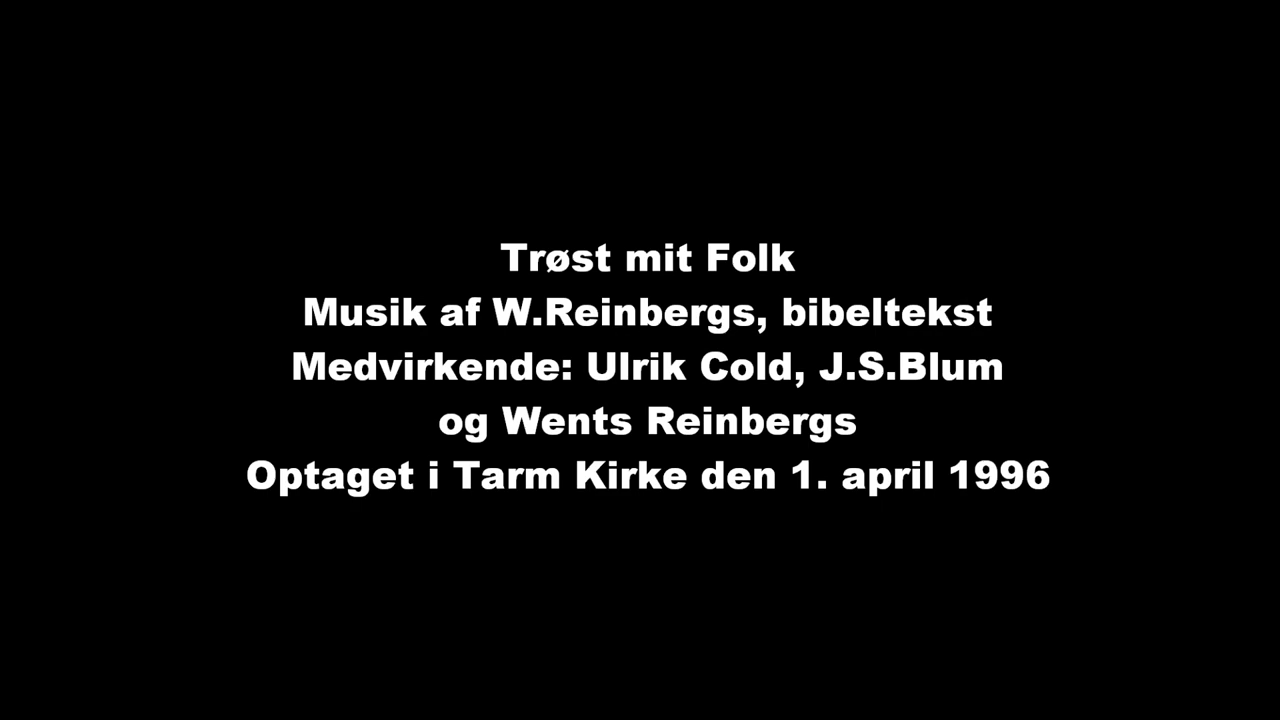 Trøst mit Folk
Musik af W.Reinbergs, bibeltekst
Medvirkende: Ulrik Cold, J.S.Blum
og Wents Reinbergs
Optaget i Tarm Kirke den 1. april 1996